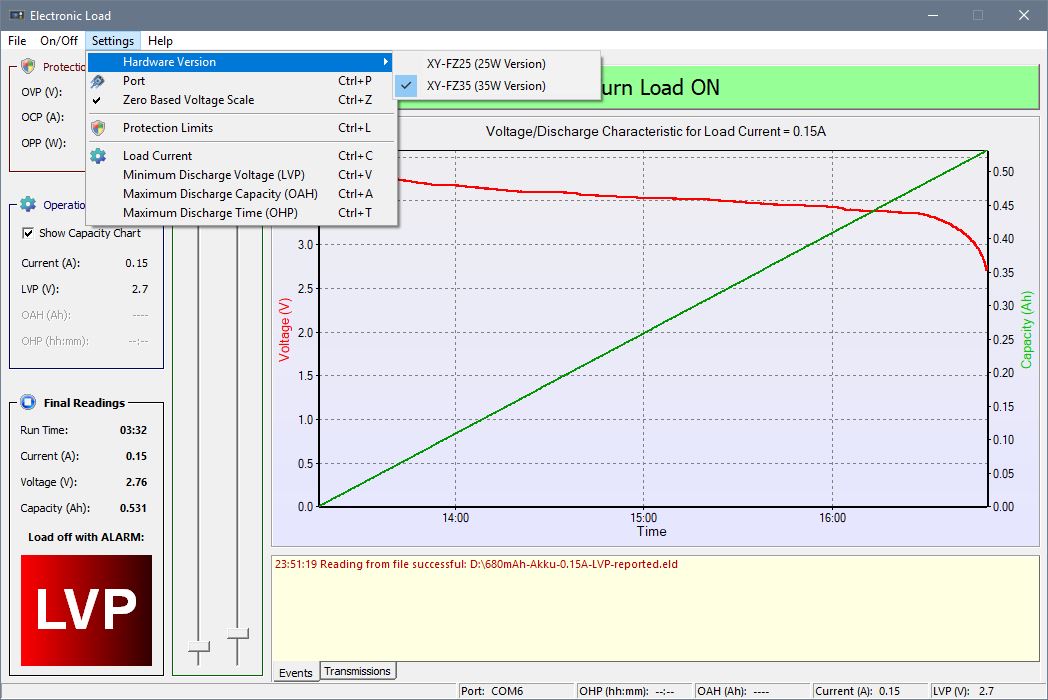 Electronic Load
File On/Off Settings Help
Hardware Version
Port Ctrl+P
Zero Based Voltage Scale Ctrl+Z
Protection Limits Ctrl+L
Load Current Ctrl+C
Minimum Discharge Voltage (LVP) Ctrl+V
Maximum Discharge Capacity (OAH) Ctrl+A
Maximum Discharge Time (OHP) Ctrl+T
XY-FZ25 (25W Version)
XY-FZ35 (35W Version)
Protectio
OVP (V):
OCP (A):
OPP (W):
urn Load ON
Operatio
Show Capacity Chart
Current (A): 0.15
LVP (V): 2.7
OAH (Ah): ----
OHP (hh:mm): --:--
Final Readings
Run Time: 03:32
Current (A): 0.15
Voltage (V): 2.76
Capacity (Ah): 0.531
Load off with ALARM:
LVP
Voltage/Discharge Characteristic for Load Current = 0.15A
Voltage (V)
3.0
2.5
2.0
1.5
1.0
0.5
0.0
14:00 15:00 16:00
Time
0.50
0.45
0.40
0.35
0.30
0.25
0.20
0.15
0.10
0.05
0.00
Capacity (Ah)
23:51:19 Reading from file successful: D:\680mAh-Akku-0.15A-LVP-reported.eld
Events Transmissions
Port: COM6 OHP (hh:mm): --:-- OAH (Ah): ---- Current (A): 0.15 LVP (V): 2.7